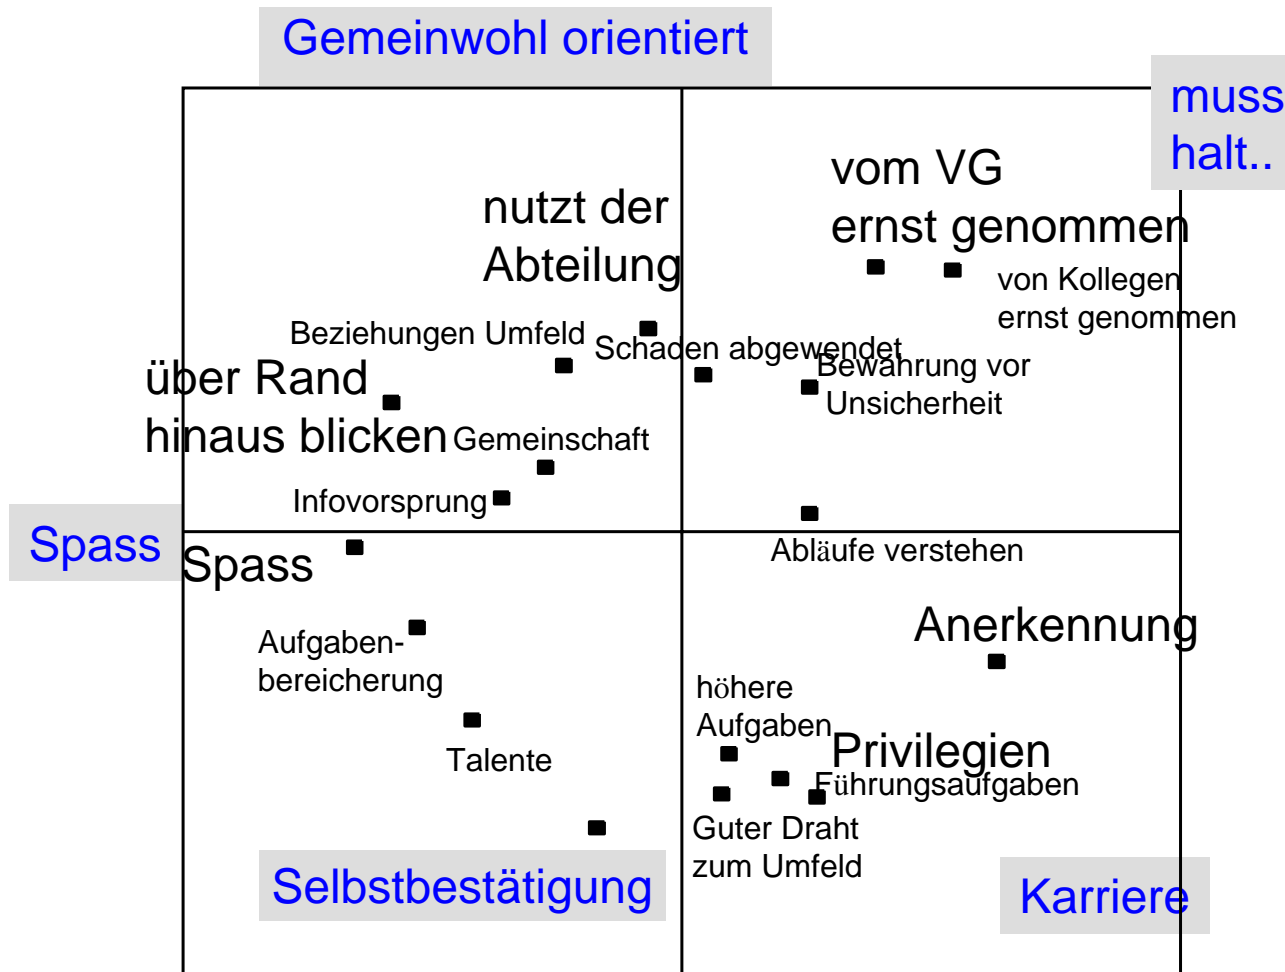 Gemeinwohl orientiert
muss
halt..
vom VG
ernst genommen
nutzt der
Abteilung
von Kollegen
ernst genommen
Beziehungen Umfeld
Schaden abgewendet
Bewährung vor
Unsicherheit
über Rand
hinaus blicken
Gemeinschaft
Infovorsprung
Spass
Spass
Abläufe verstehen
Aufgaben-
bereicherung
Anerkennung
höhere
Aufgaben
Talente
Privilegien
Führungsaufgaben
Guter Draht
zum Umfeld
Selbstbestätigung
Karriere